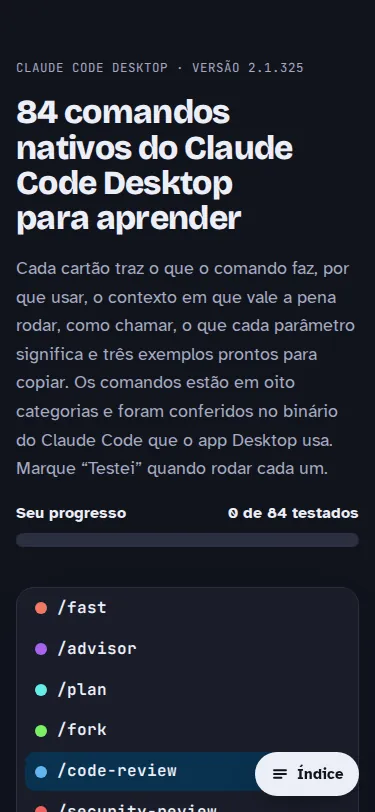 CLAUDE CODE DESKTOP · VERSÃO 2.1.325
84 comandos
nativos do Claude
Code Desktop
para aprender
Cada cartão traz o que o comando faz, por
que usar, o contexto em que vale a pena
rodar, como chamar, o que cada parâmetro
significa e três exemplos prontos para
copiar. Os comandos estão em oito
categorias e foram conferidos no binário
do Claude Code que o app Desktop usa.
Marque “Testei” quando rodar cada um.
Seu progresso 0 de 84 testados
/fast
/advisor
/plan
/fork
/code-review
Índice
/security-review